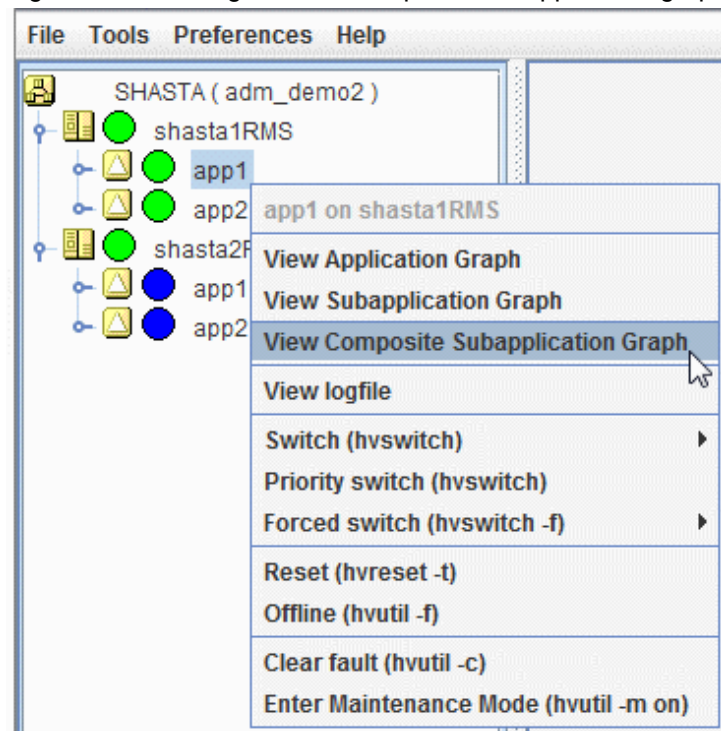 File Tools Preferences Help
SHASTA ( adm_demo2 )
shasta1RMS
app1
app2
app1 on shasta1RMS
View Application Graph
View Subapplication Graph
View Composite Subapplication Graph
View logfile
Switch (hvswitch)
Priority switch (hvswitch)
Forced switch (hvswitch -f)
Reset (hvreset -t)
Offline (hvutil -f)
Clear fault (hvutil -c)
Enter Maintenance Mode (hvutil -m on)
app1
app2